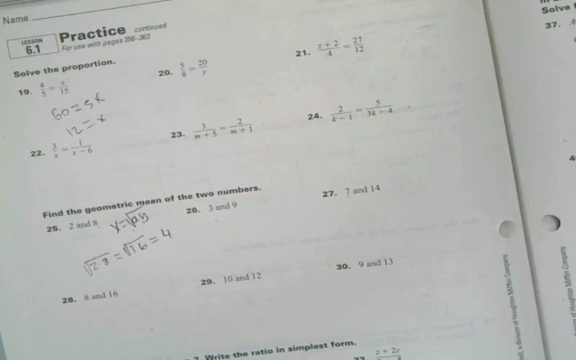 Name
LESSON 6.1 Practice continued
For use with pages 356–363
Solve the proportion.
19. 4/5 = x/15
20. 5/8 = 20/y
21. z + 2/4 = 27/12
60 = 5x
12 = x
22. 3/x = 1/x − 6
23. 3/m + 5 = 2/m + 1
24. 2/k − 1 = 5/3k − 4
Find the geometric mean of the two numbers.
25. 2 and 8
26. 3 and 9
27. 7 and 14
x = √ay
√2 8 = √16 = 4
28. 8 and 16
29. 10 and 12
30. 9 and 13
Write the ratio in simplest form.
Solve
37.